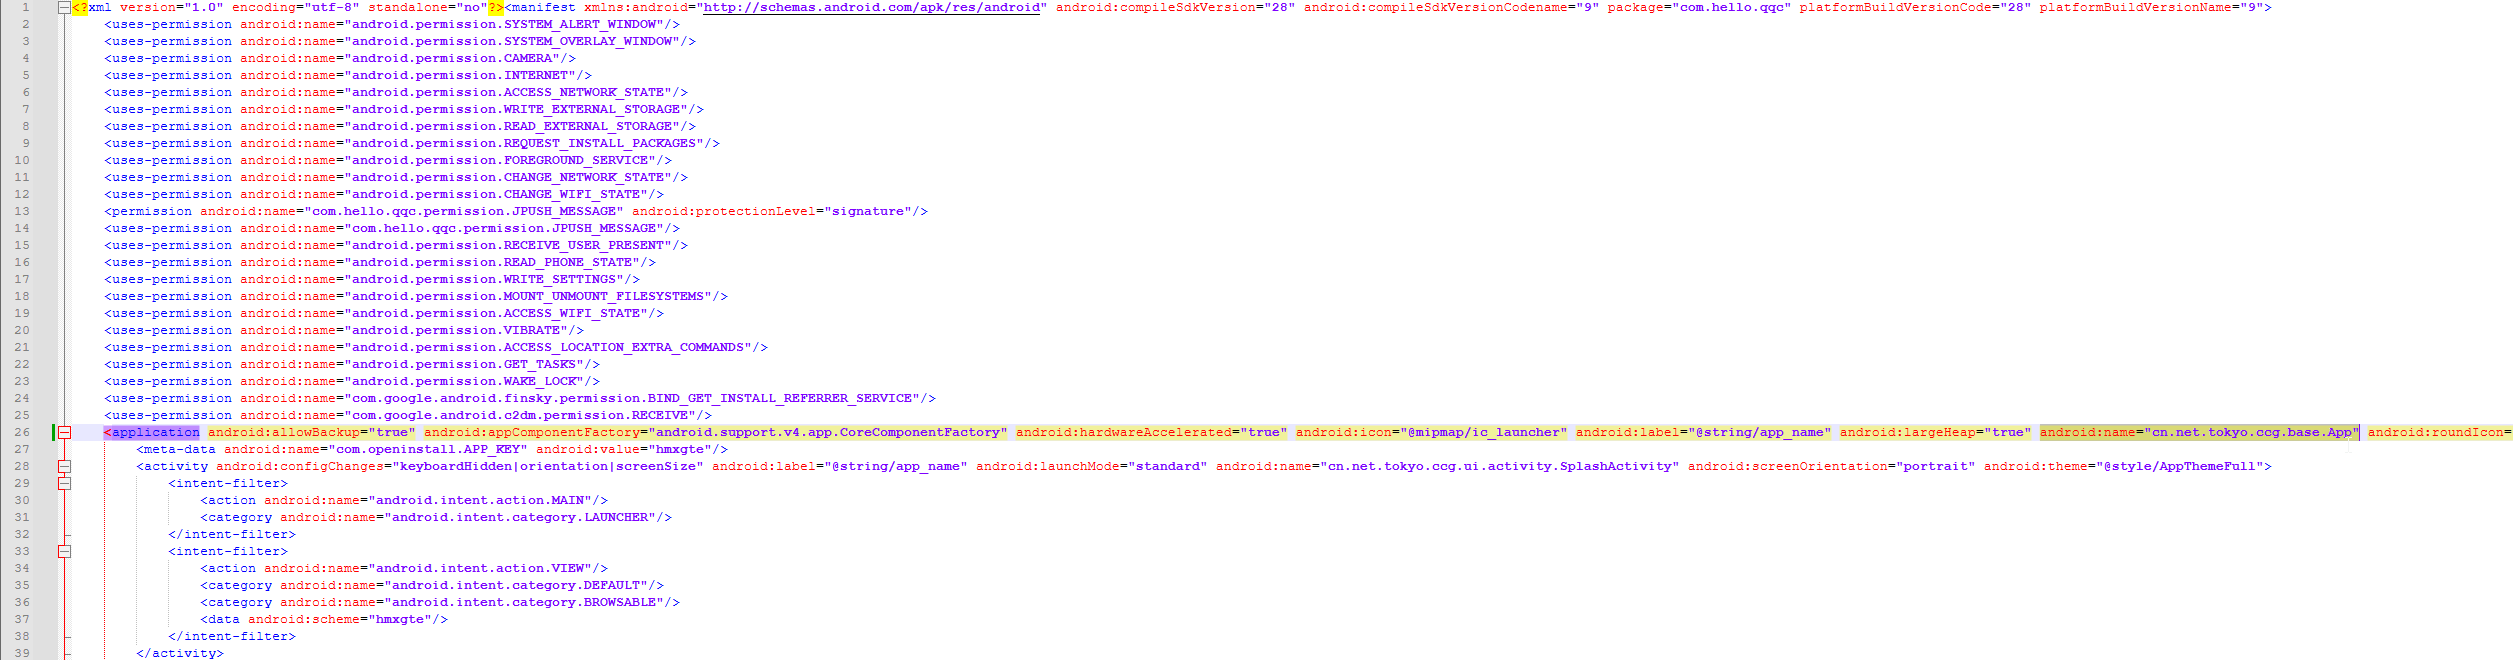 1 <?xml version="1.0" encoding="utf-8" standalone="no"?><manifest xmlns:android="http://schemas.android.com/apk/res/android" android:compileSdkVersion="28" android:compileSdkVersionCodename="9" package="com.hello.qqc" platformBuildVersionCode="28" platformBuildVersionName="9">
2 <uses-permission android:name="android.permission.SYSTEM_ALERT_WINDOW"/>
3 <uses-permission android:name="android.permission.SYSTEM_OVERLAY_WINDOW"/>
4 <uses-permission android:name="android.permission.CAMERA"/>
5 <uses-permission android:name="android.permission.INTERNET"/>
6 <uses-permission android:name="android.permission.ACCESS_NETWORK_STATE"/>
7 <uses-permission android:name="android.permission.WRITE_EXTERNAL_STORAGE"/>
8 <uses-permission android:name="android.permission.READ_EXTERNAL_STORAGE"/>
9 <uses-permission android:name="android.permission.REQUEST_INSTALL_PACKAGES"/>
10 <uses-permission android:name="android.permission.FOREGROUND_SERVICE"/>
11 <uses-permission android:name="android.permission.CHANGE_NETWORK_STATE"/>
12 <uses-permission android:name="android.permission.CHANGE_WIFI_STATE"/>
13 <permission android:name="com.hello.qqc.permission.JPUSH_MESSAGE" android:protectionLevel="signature"/>
14 <uses-permission android:name="com.hello.qqc.permission.JPUSH_MESSAGE"/>
15 <uses-permission android:name="android.permission.RECEIVE_USER_PRESENT"/>
16 <uses-permission android:name="android.permission.READ_PHONE_STATE"/>
17 <uses-permission android:name="android.permission.WRITE_SETTINGS"/>
18 <uses-permission android:name="android.permission.MOUNT_UNMOUNT_FILESYSTEMS"/>
19 <uses-permission android:name="android.permission.ACCESS_WIFI_STATE"/>
20 <uses-permission android:name="android.permission.VIBRATE"/>
21 <uses-permission android:name="android.permission.ACCESS_LOCATION_EXTRA_COMMANDS"/>
22 <uses-permission android:name="android.permission.GET_TASKS"/>
23 <uses-permission android:name="android.permission.WAKE_LOCK"/>
24 <uses-permission android:name="com.google.android.finsky.permission.BIND_GET_INSTALL_REFERRER_SERVICE"/>
25 <uses-permission android:name="com.google.android.c2dm.permission.RECEIVE"/>
26 <application android:allowBackup="true" android:appComponentFactory="android.support.v4.app.CoreComponentFactory" android:hardwareAccelerated="true" android:icon="@mipmap/ic_launcher" android:label="@string/app_name" android:largeHeap="true" android:name="cn.net.tokyo.ccg.base.App" android:roundIcon=
27 <meta-data android:name="com.openinstall.APP_KEY" android:value="hmxgte"/>
28 <activity android:configChanges="keyboardHidden|orientation|screenSize" android:label="@string/app_name" android:launchMode="standard" android:name="cn.net.tokyo.ccg.ui.activity.SplashActivity" android:screenOrientation="portrait" android:theme="@style/AppThemeFull">
29 <intent-filter>
30 <action android:name="android.intent.action.MAIN"/>
31 <category android:name="android.intent.category.LAUNCHER"/>
32 </intent-filter>
33 <intent-filter>
34 <action android:name="android.intent.action.VIEW"/>
35 <category android:name="android.intent.category.DEFAULT"/>
36 <category android:name="android.intent.category.BROWSABLE"/>
37 <data android:scheme="hmxgte"/>
38 </intent-filter>
39 </activity>